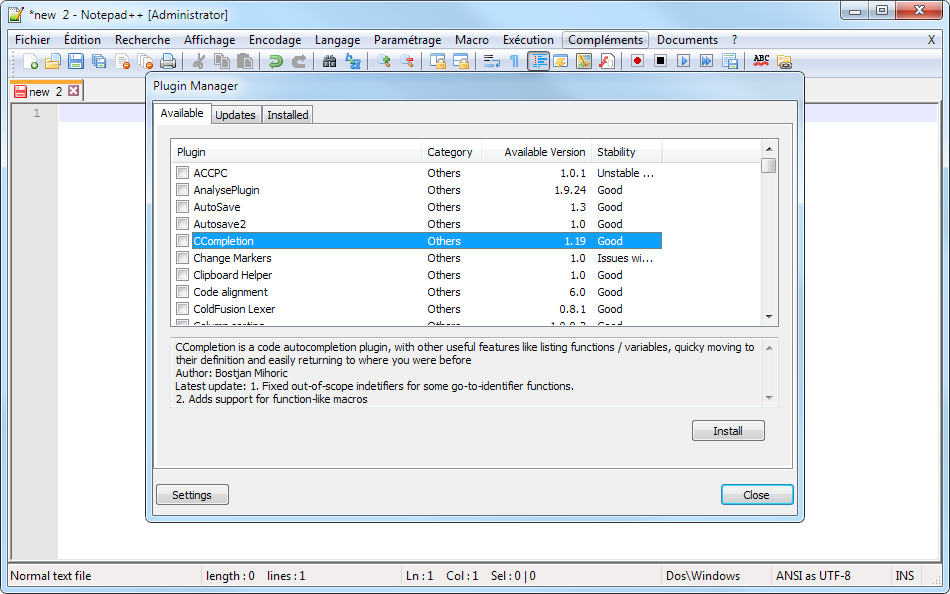 *new  2 - Notepad++ [Administrator]
Fichier Édition Recherche Affichage Encodage Langage Paramétrage Macro Exécution Compléments Documents ? X
ABC
new  2
1
Plugin Manager
Available Updates Installed
Plugin Category Available Version Stability
ACCPC Others 1.0.1 Unstable ...
AnalysePlugin Others 1.9.24 Good
AutoSave Others 1.3 Good
Autosave2 Others 1.0 Good
CCompletion Others 1.19 Good
Change Markers Others 1.0 Issues wi...
Clipboard Helper Others 1.0 Good
Code alignment Others 6.0 Good
ColdFusion Lexer Others 0.8.1 Good
CCompletion is a code autocompletion plugin, with other useful features like listing functions / variables, quicky moving to
their definition and easily returning to where you were before
Author: Bostjan Mihoric
Latest update: 1. Fixed out-of-scope indetifiers for some go-to-identifier functions.
2. Adds support for function-like macros
Install
Settings Close
Normal text file length : 0 lines : 1 Ln : 1 Col : 1 Sel : 0 | 0 Dos\Windows ANSI as UTF-8 INS